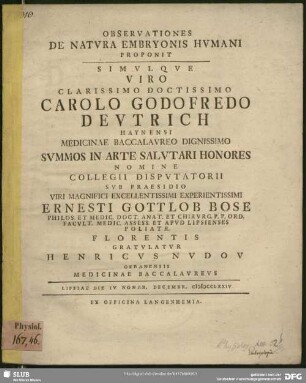 OBSERVATIONES
DE NATVRA EMBRYONIS HVMANI
PROPONIT
SIMVLQVE
VIRO
CLARISSIMO DOCTISSIMO
CAROLO GODOFREDO
DEVTRICH
HAYNENSI
MEDICINAE BACCALAVREO DIGNISSIMO
SVMMOS IN ARTE SALVTARI HONORES
NOMINE
COLLEGII DISPVTATORII
SVB PRAESIDIO
VIRI MAGNIFICI EXCELLENTISSIMI EXPERIENTISSIMI
ERNESTI GOTTLOB BOSE
PHILOS. ET MEDIC. DOCT. ANAT. ET CHIRVRG. P. P. ORD.
FACVLT. MEDIC. ASSESS. ET APVD LIPSIENSES
POLIATR.
FLORENTIS
GRATVLATVR
HENRICVS NVDOW
GEDANENSIS
MEDICINAE BACCALAVREVS
LIPSIAE DIE IV NONAR. DECEMBR.
EX OFFICINA LANGENHEMIA.
Physiol.
167,46.